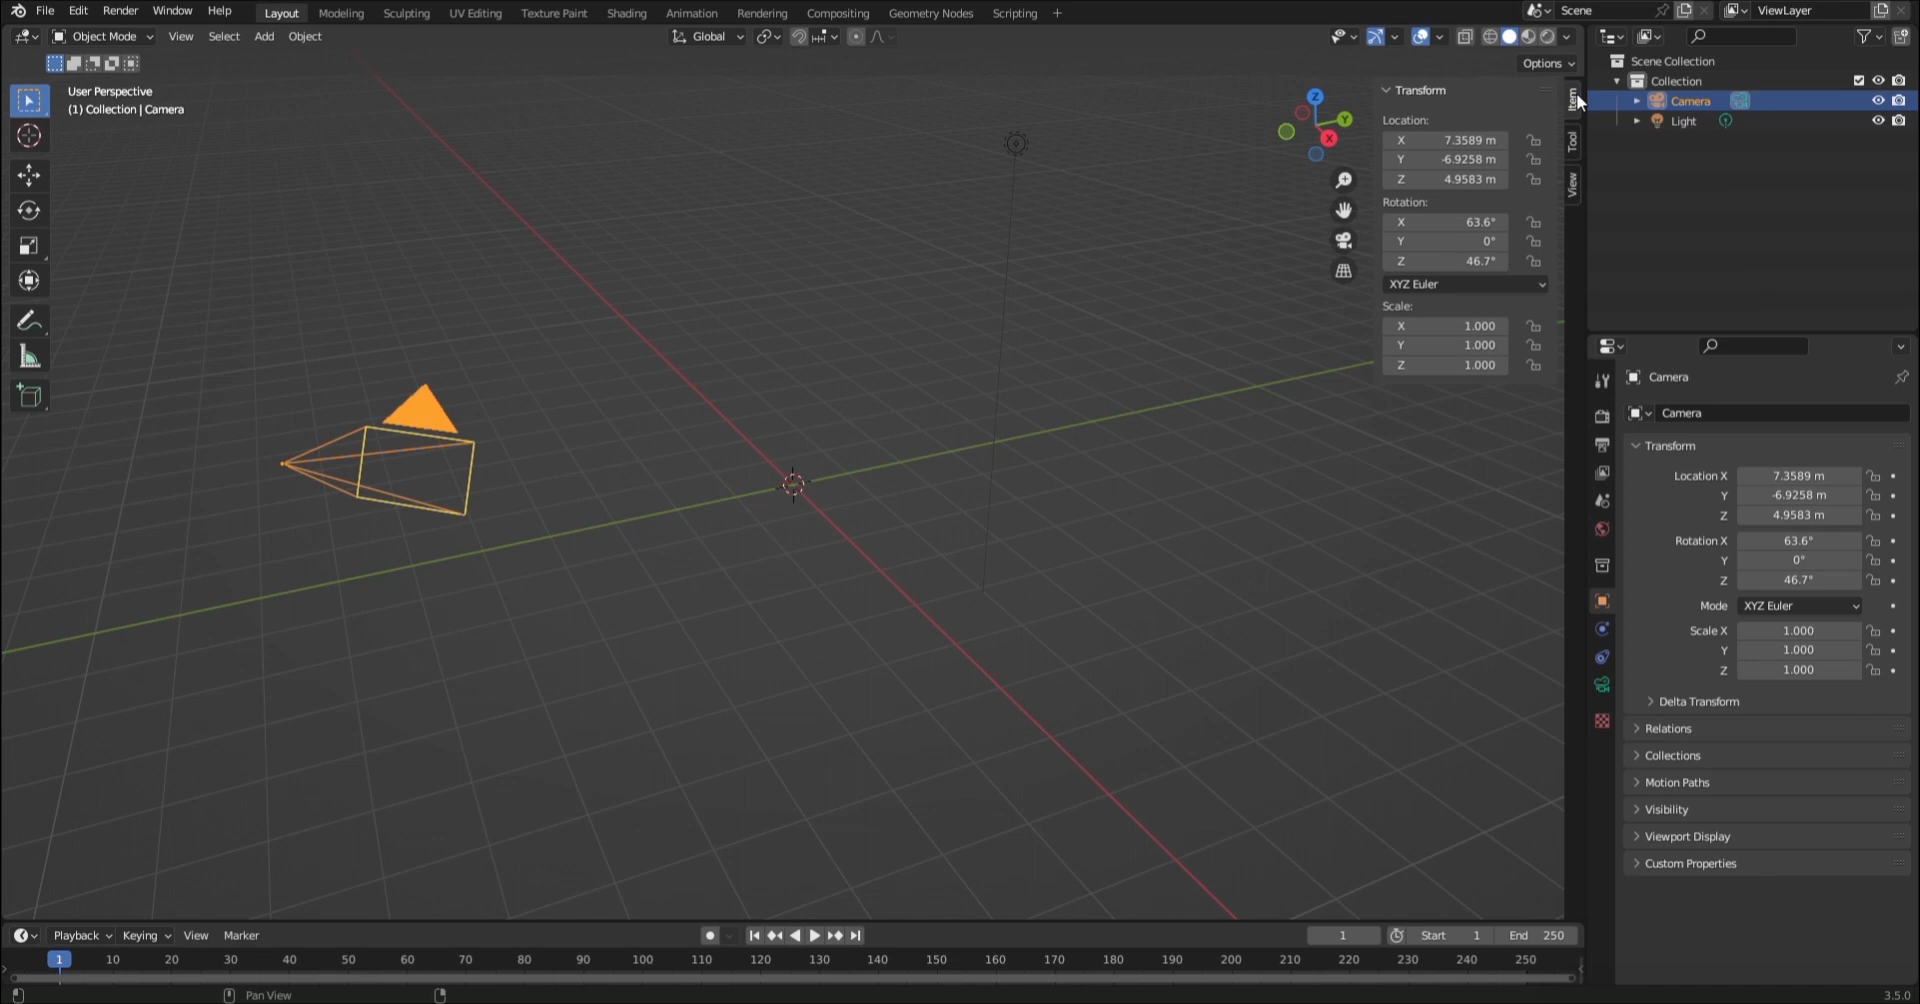 File Edit Render Window Help Layout Modeling Sculpting UV Editing Texture Paint Shading Animation Rendering Compositing Geometry Nodes Scripting + Scene ViewLayer
Object Mode View Select Add Object Global
Options
User Perspective
(1) Collection | Camera
Z
Y
X
Transform
Location:
X 7.3589 m
Y -6.9258 m
Z 4.9583 m
Rotation:
X 63.6°
Y 0°
Z 46.7°
XYZ Euler
Scale:
X 1.000
Y 1.000
Z 1.000
Item
Tool
View
Scene Collection
Collection
Camera
Light
Camera
Camera
Transform
Location X 7.3589 m
Y -6.9258 m
Z 4.9583 m
Rotation X 63.6°
Y 0°
Z 46.7°
Mode XYZ Euler
Scale X 1.000
Y 1.000
Z 1.000
Delta Transform
Relations
Collections
Motion Paths
Visibility
Viewport Display
Custom Properties
Playback Keying View Marker 1 Start 1 End 250
1 10 20 30 40 50 60 70 80 90 100 110 120 130 140 150 160 170 180 190 200 210 220 230 240 250
Pan View 3.5.0